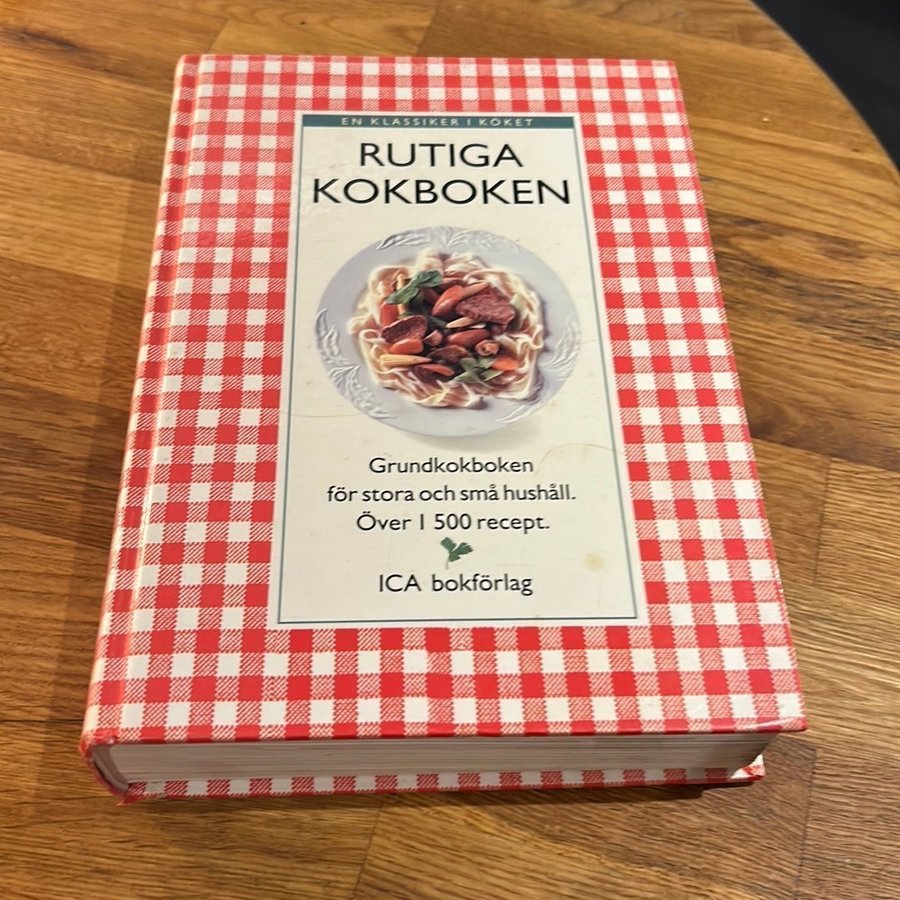 EN KLASSIKER I KÖKET
RUTIGA
KOKBOKEN
Grundkokboken
för stora och små hushåll.
Över 1 500 recept.
ICA bokförlag